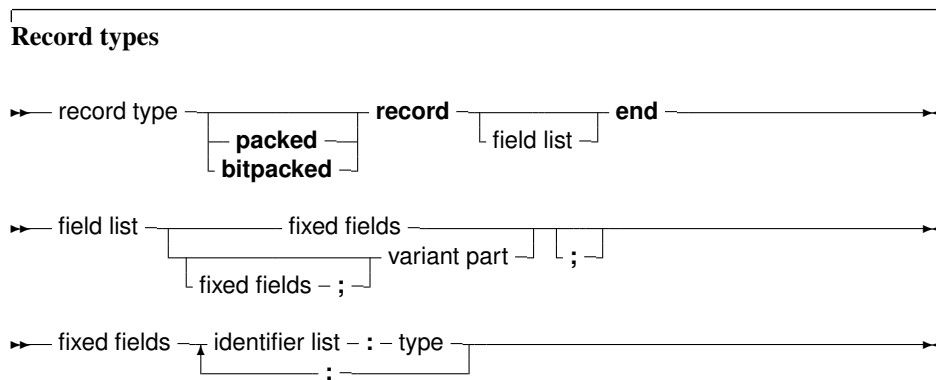 Record types
record type record end
packed field list
bitpacked
field list fixed fields
variant part ;
fixed fields ;
fixed fields identifier list : type
: